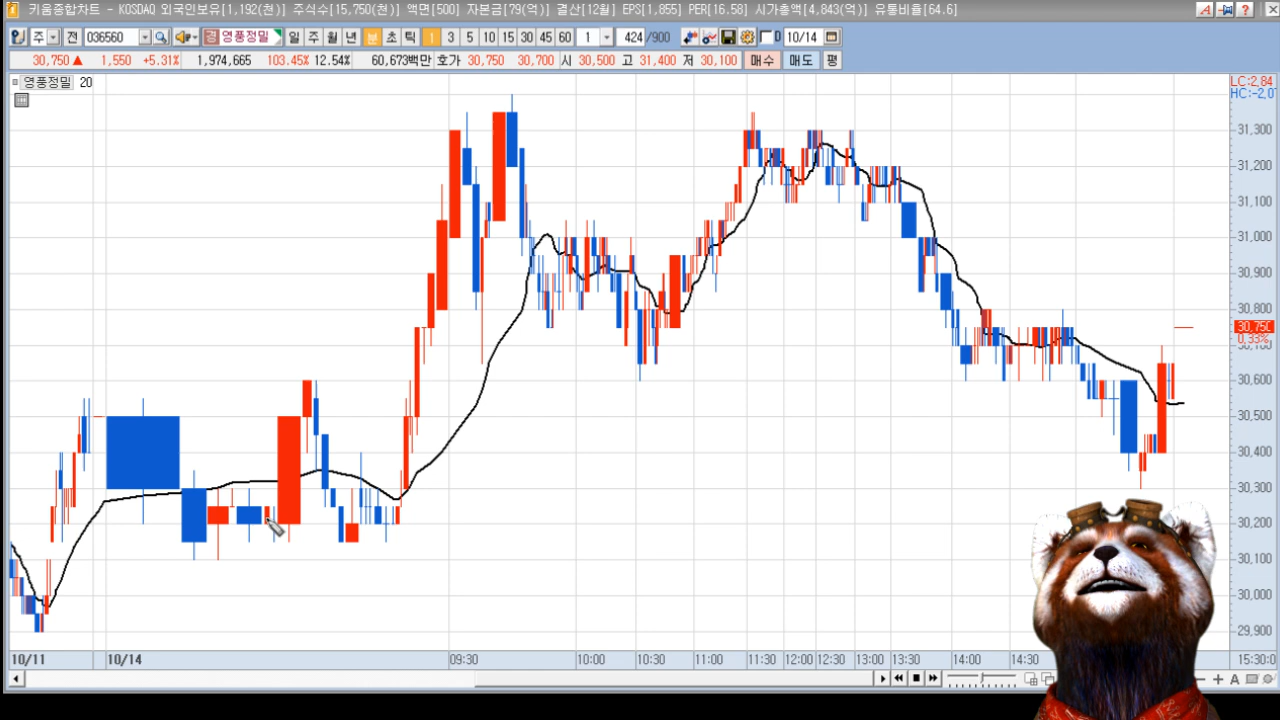 키움종합차트 - KOSDAQ 외국인보유[1,192(천)] 주식수[15,750(천)] 액면[500] 자본금[79(억)] 결산[12월] EPS[1,855] PER[16.58] 시가총액[4,843(억)] 유통비율[64.6]
주 전 036560 경 영풍정밀 일 주 월 년 분 초 틱 1 3 5 10 15 30 45 60 1 424 /900 D 10/14
30,750 ▲ 1,550 +5.31% 1,974,665 103.45% 12.54% 60,673백만 호가 30,750 30,700 시 30,500 고 31,400 저 30,100 매수 매도 평
영풍정밀 20
LC:2,84
HC:-2,0
31,300
31,200
31,100
31,000
30,900
30,800
30,750
0.33%
30,700
30,600
30,500
30,400
30,300
30,200
30,100
30,000
29,900
10/11 10/14 09:30 10:00 10:30 11:00 11:30 12:00 12:30 13:00 13:30 14:00 14:30 15:30:0
A